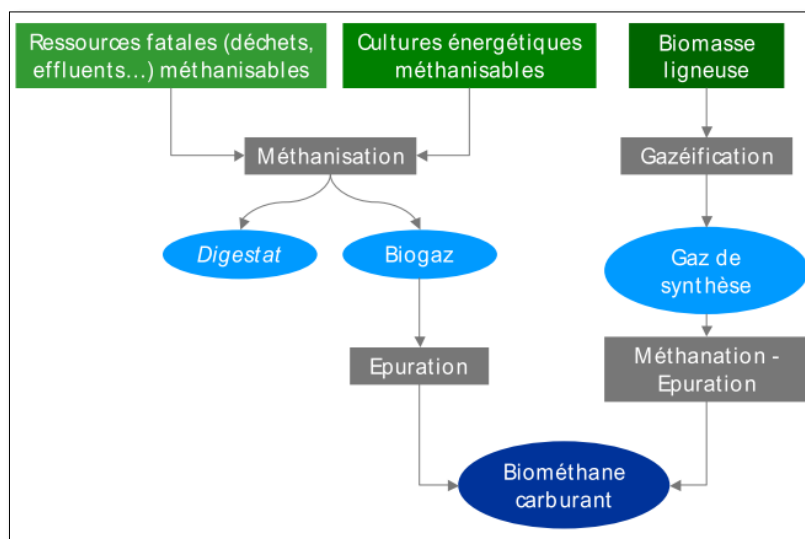 Ressources fatales (déchets,
effluents...) méthanisables
Cultures énergétiques
méthanisables
Biomasse
ligneuse
Méthanisation
Gazéification
Digestat
Biogaz
Gaz de
synthèse
Epuration
Méthanation -
Epuration
Biométhane
carburant